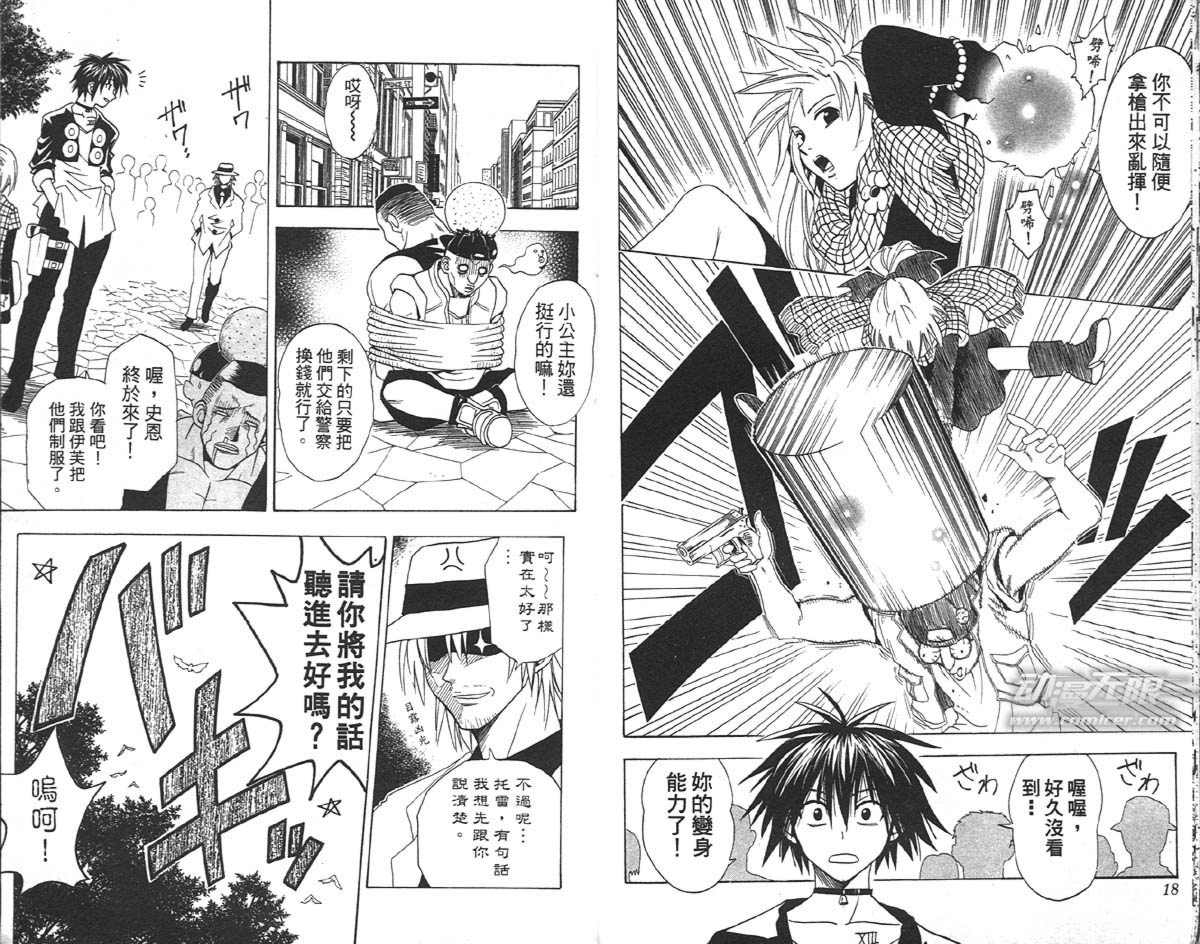 你不可以隨便
拿槍出來亂揮！
劈唏！
劈唏！
喔喔，
好久沒看
到…
妳的變身
能力了！
ざわ
ざわ
XIII
18
动漫无限
www.comicer.com
哎呀～～
小公主妳還
挺行的嘛！
剩下的只要把
他們交給警察
換錢就行了。
ザワ
ザワ
喔，史恩
終於來了！
你看吧！
我跟伊芙把
他們制服了。
呵～～那樣
實在太好了
…
目露凶光
不過呢…
托雷，有句話
我想先跟你
說清楚。
請你將我的話
聽進去好嗎？
バキ
嗚呵！